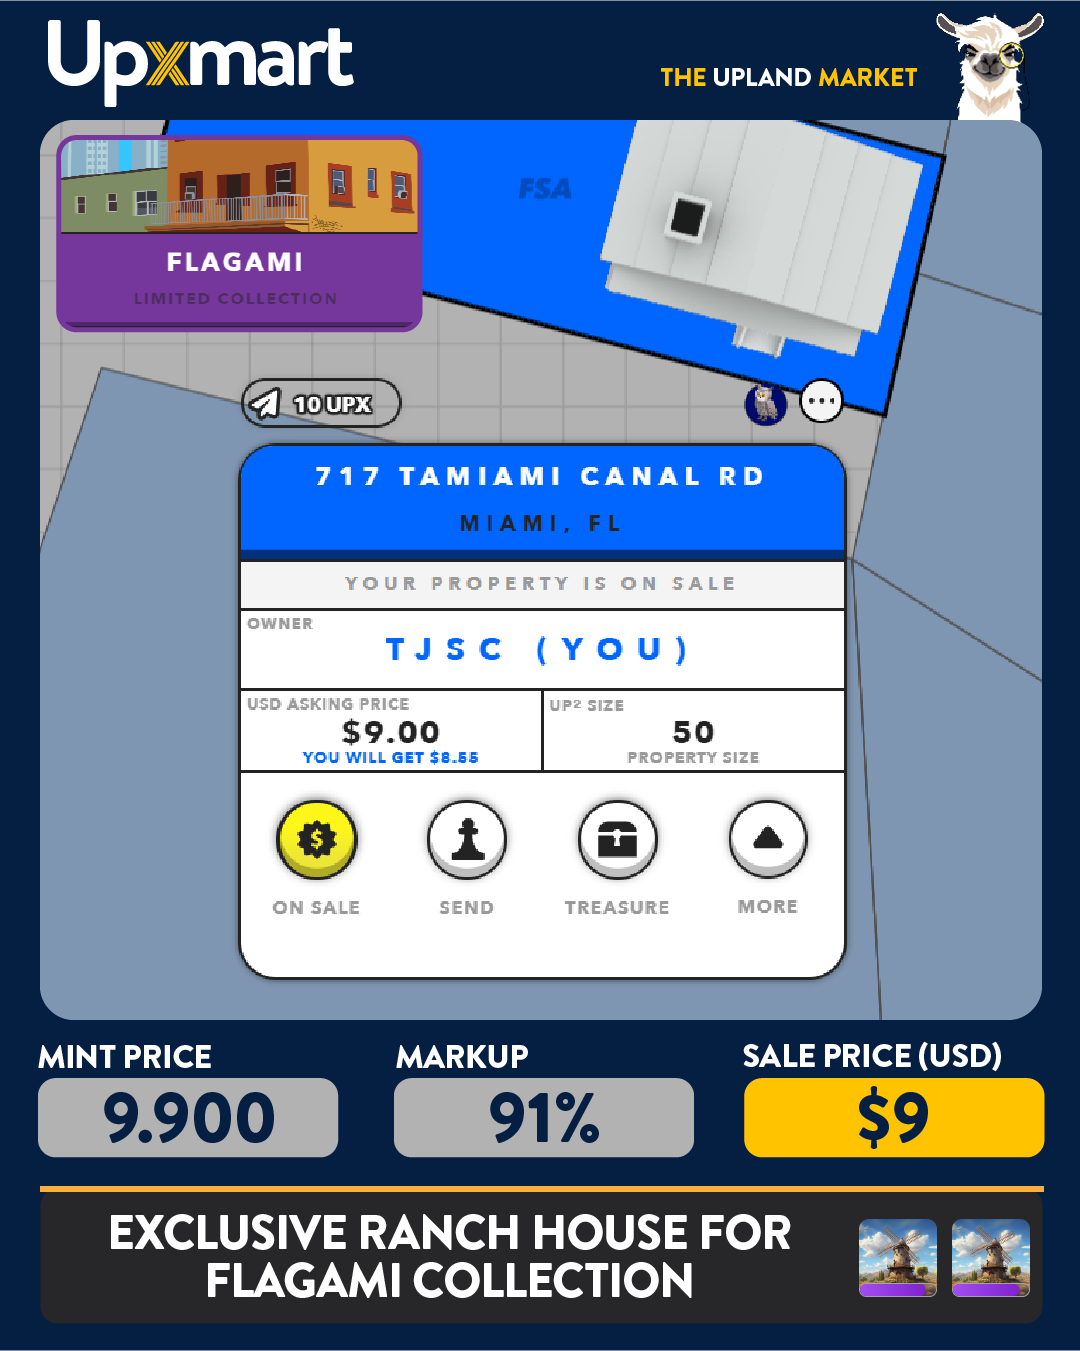 Upxmart
THE UPLAND MARKET
FSA
FLAGAMI
LIMITED COLLECTION
10 UPX
717 TAMIAMI CANAL RD
MIAMI, FL
YOUR PROPERTY IS ON SALE
OWNER
TJSC (YOU)
USD ASKING PRICE
$9.00
YOU WILL GET $8.55
UP² SIZE
50
PROPERTY SIZE
ON SALE
SEND
TREASURE
MORE
MINT PRICE
9.900
MARKUP
91%
SALE PRICE (USD)
$9
EXCLUSIVE RANCH HOUSE FOR
FLAGAMI COLLECTION